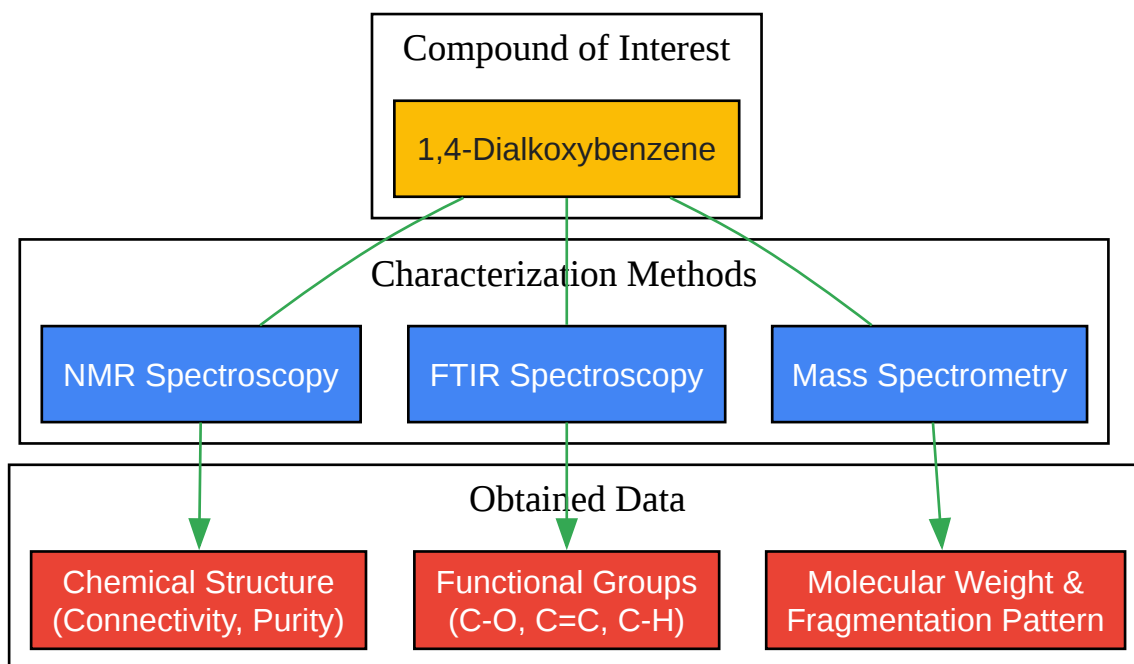 Compound of Interest
1,4-Dialkoxybenzene
Characterization Methods
NMR Spectroscopy
FTIR Spectroscopy
Mass Spectrometry
Obtained Data
Chemical Structure
(Connectivity, Purity)
Functional Groups
(C-O, C=C, C-H)
Molecular Weight &
Fragmentation Pattern